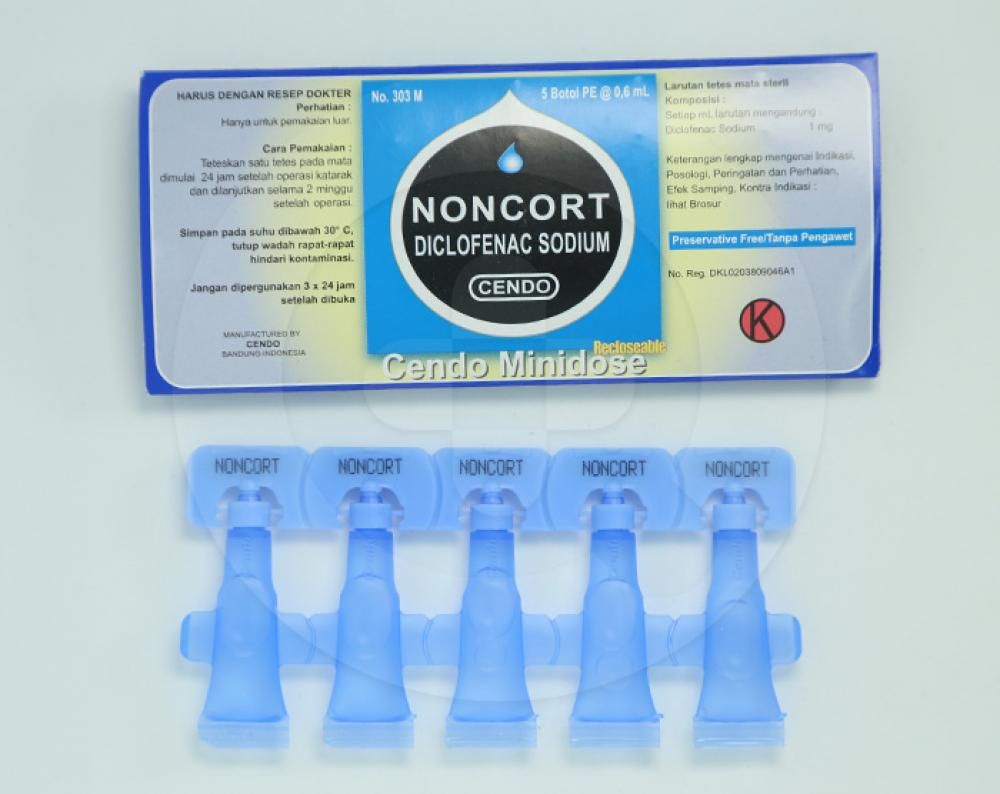 HARUS DENGAN RESEP DOKTER
Perhatian :
Hanya untuk pemakaian luar.
Cara Pemakaian :
Teteskan satu tetes pada mata
dimulai 24 jam setelah operasi katarak
dan dilanjutkan selama 2 minggu
setelah operasi.
Simpan pada suhu dibawah 30° C,
tutup wadah rapat-rapat
hindari kontaminasi.
Jangan dipergunakan 3 x 24 jam
setelah dibuka
MANUFACTURED BY
CENDO
BANDUNG-INDONESIA
No. 303 M
5 Botol PE @ 0,6 mL
NONCORT
DICLOFENAC SODIUM
CENDO
Recloseable
Cendo Minidose
Larutan tetes mata steril
Komposisi :
Setiap mL larutan mengandung :
Diclofenac Sodium 1 mg
Keterangan lengkap mengenai Indikasi,
Posologi, Peringatan dan Perhatian,
Efek Samping, Kontra Indikasi :
lihat Brosur
Preservative Free/Tanpa Pengawet
No. Reg. DKL0203809046A1
K
NONCORT NONCORT NONCORT NONCORT NONCORT